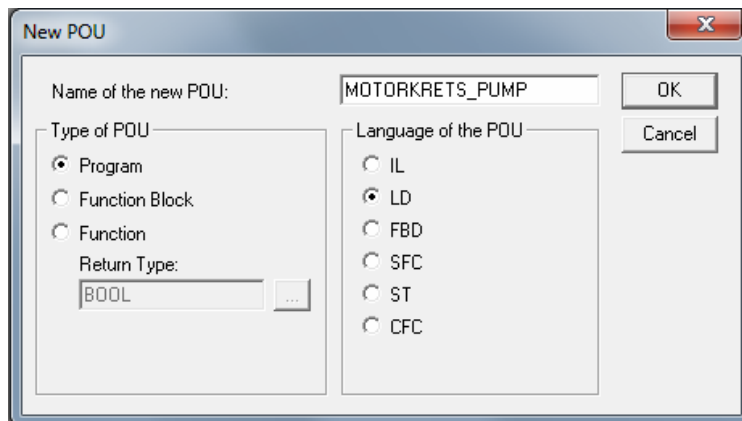 New POU
Name of the new POU:
MOTORKRETS_PUMP
OK
Cancel
Type of POU
Program
Function Block
Function
Return Type:
BOOL
...
Language of the POU
IL
LD
FBD
SFC
ST
CFC